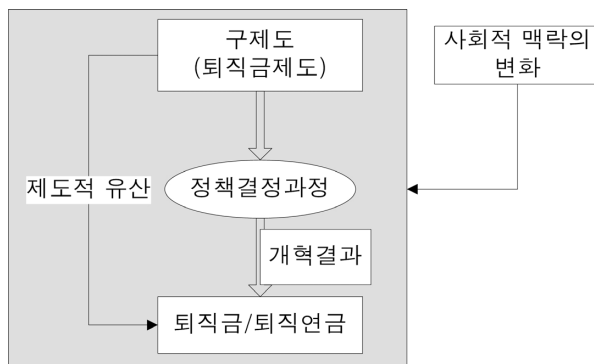 구제도
(퇴직금제도)
사회적 맥락의
변화
제도적 유산
정책결정과정
개혁결과
퇴직금/퇴직연금